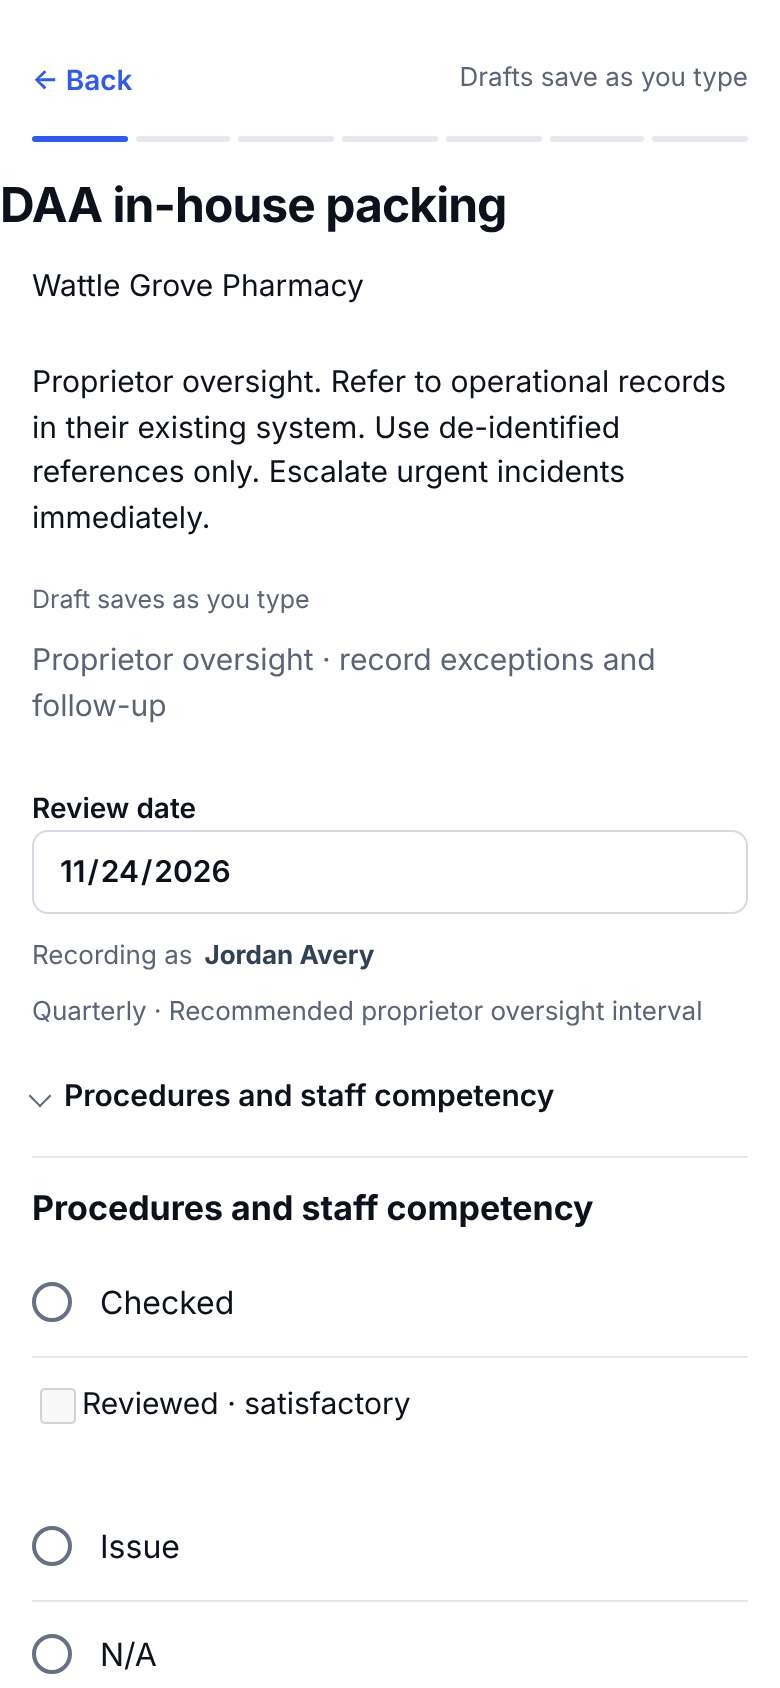 ← Back
Drafts save as you type
DAA in-house packing
Wattle Grove Pharmacy
Proprietor oversight. Refer to operational records
in their existing system. Use de-identified
references only. Escalate urgent incidents
immediately.
Draft saves as you type
Proprietor oversight · record exceptions and
follow-up
Review date
11/24/2026
Recording as Jordan Avery
Quarterly · Recommended proprietor oversight interval
Procedures and staff competency
Procedures and staff competency
Checked
Reviewed · satisfactory
Issue
N/A